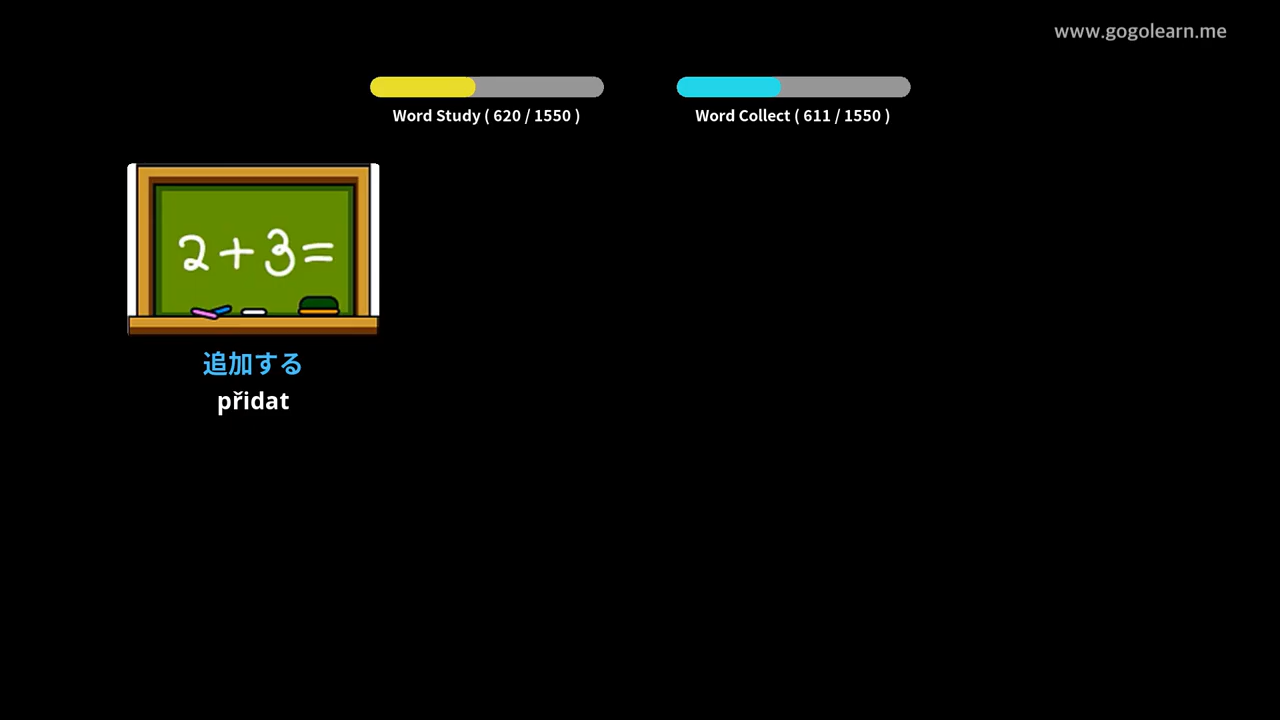 www.gogolearn.me
Word Study ( 620 / 1550 )
Word Collect ( 611 / 1550 )
2+3=
追加する
přidat